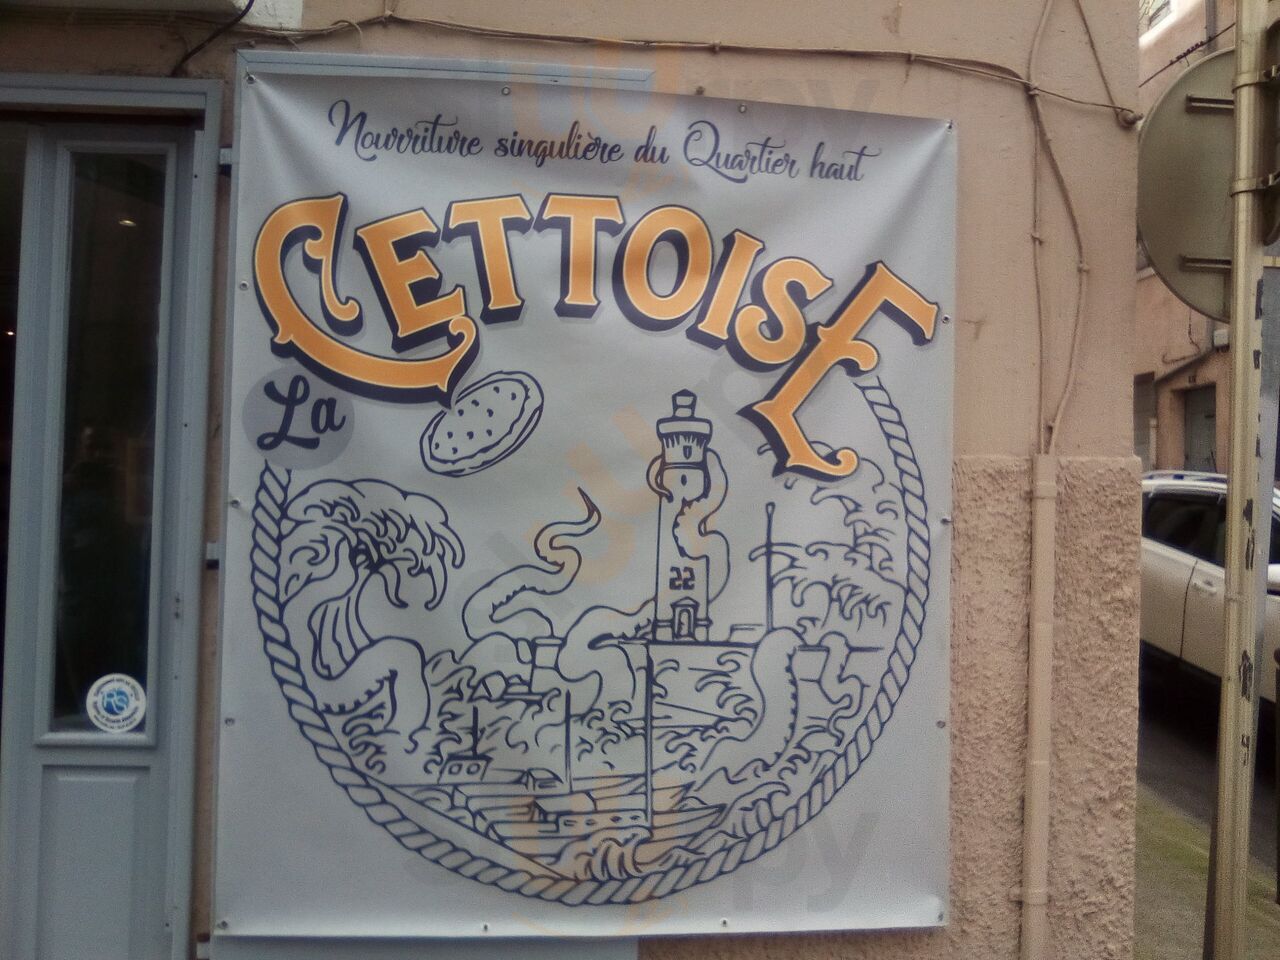 Nourriture singulière du Quartier haut
CETTOISE
La
22